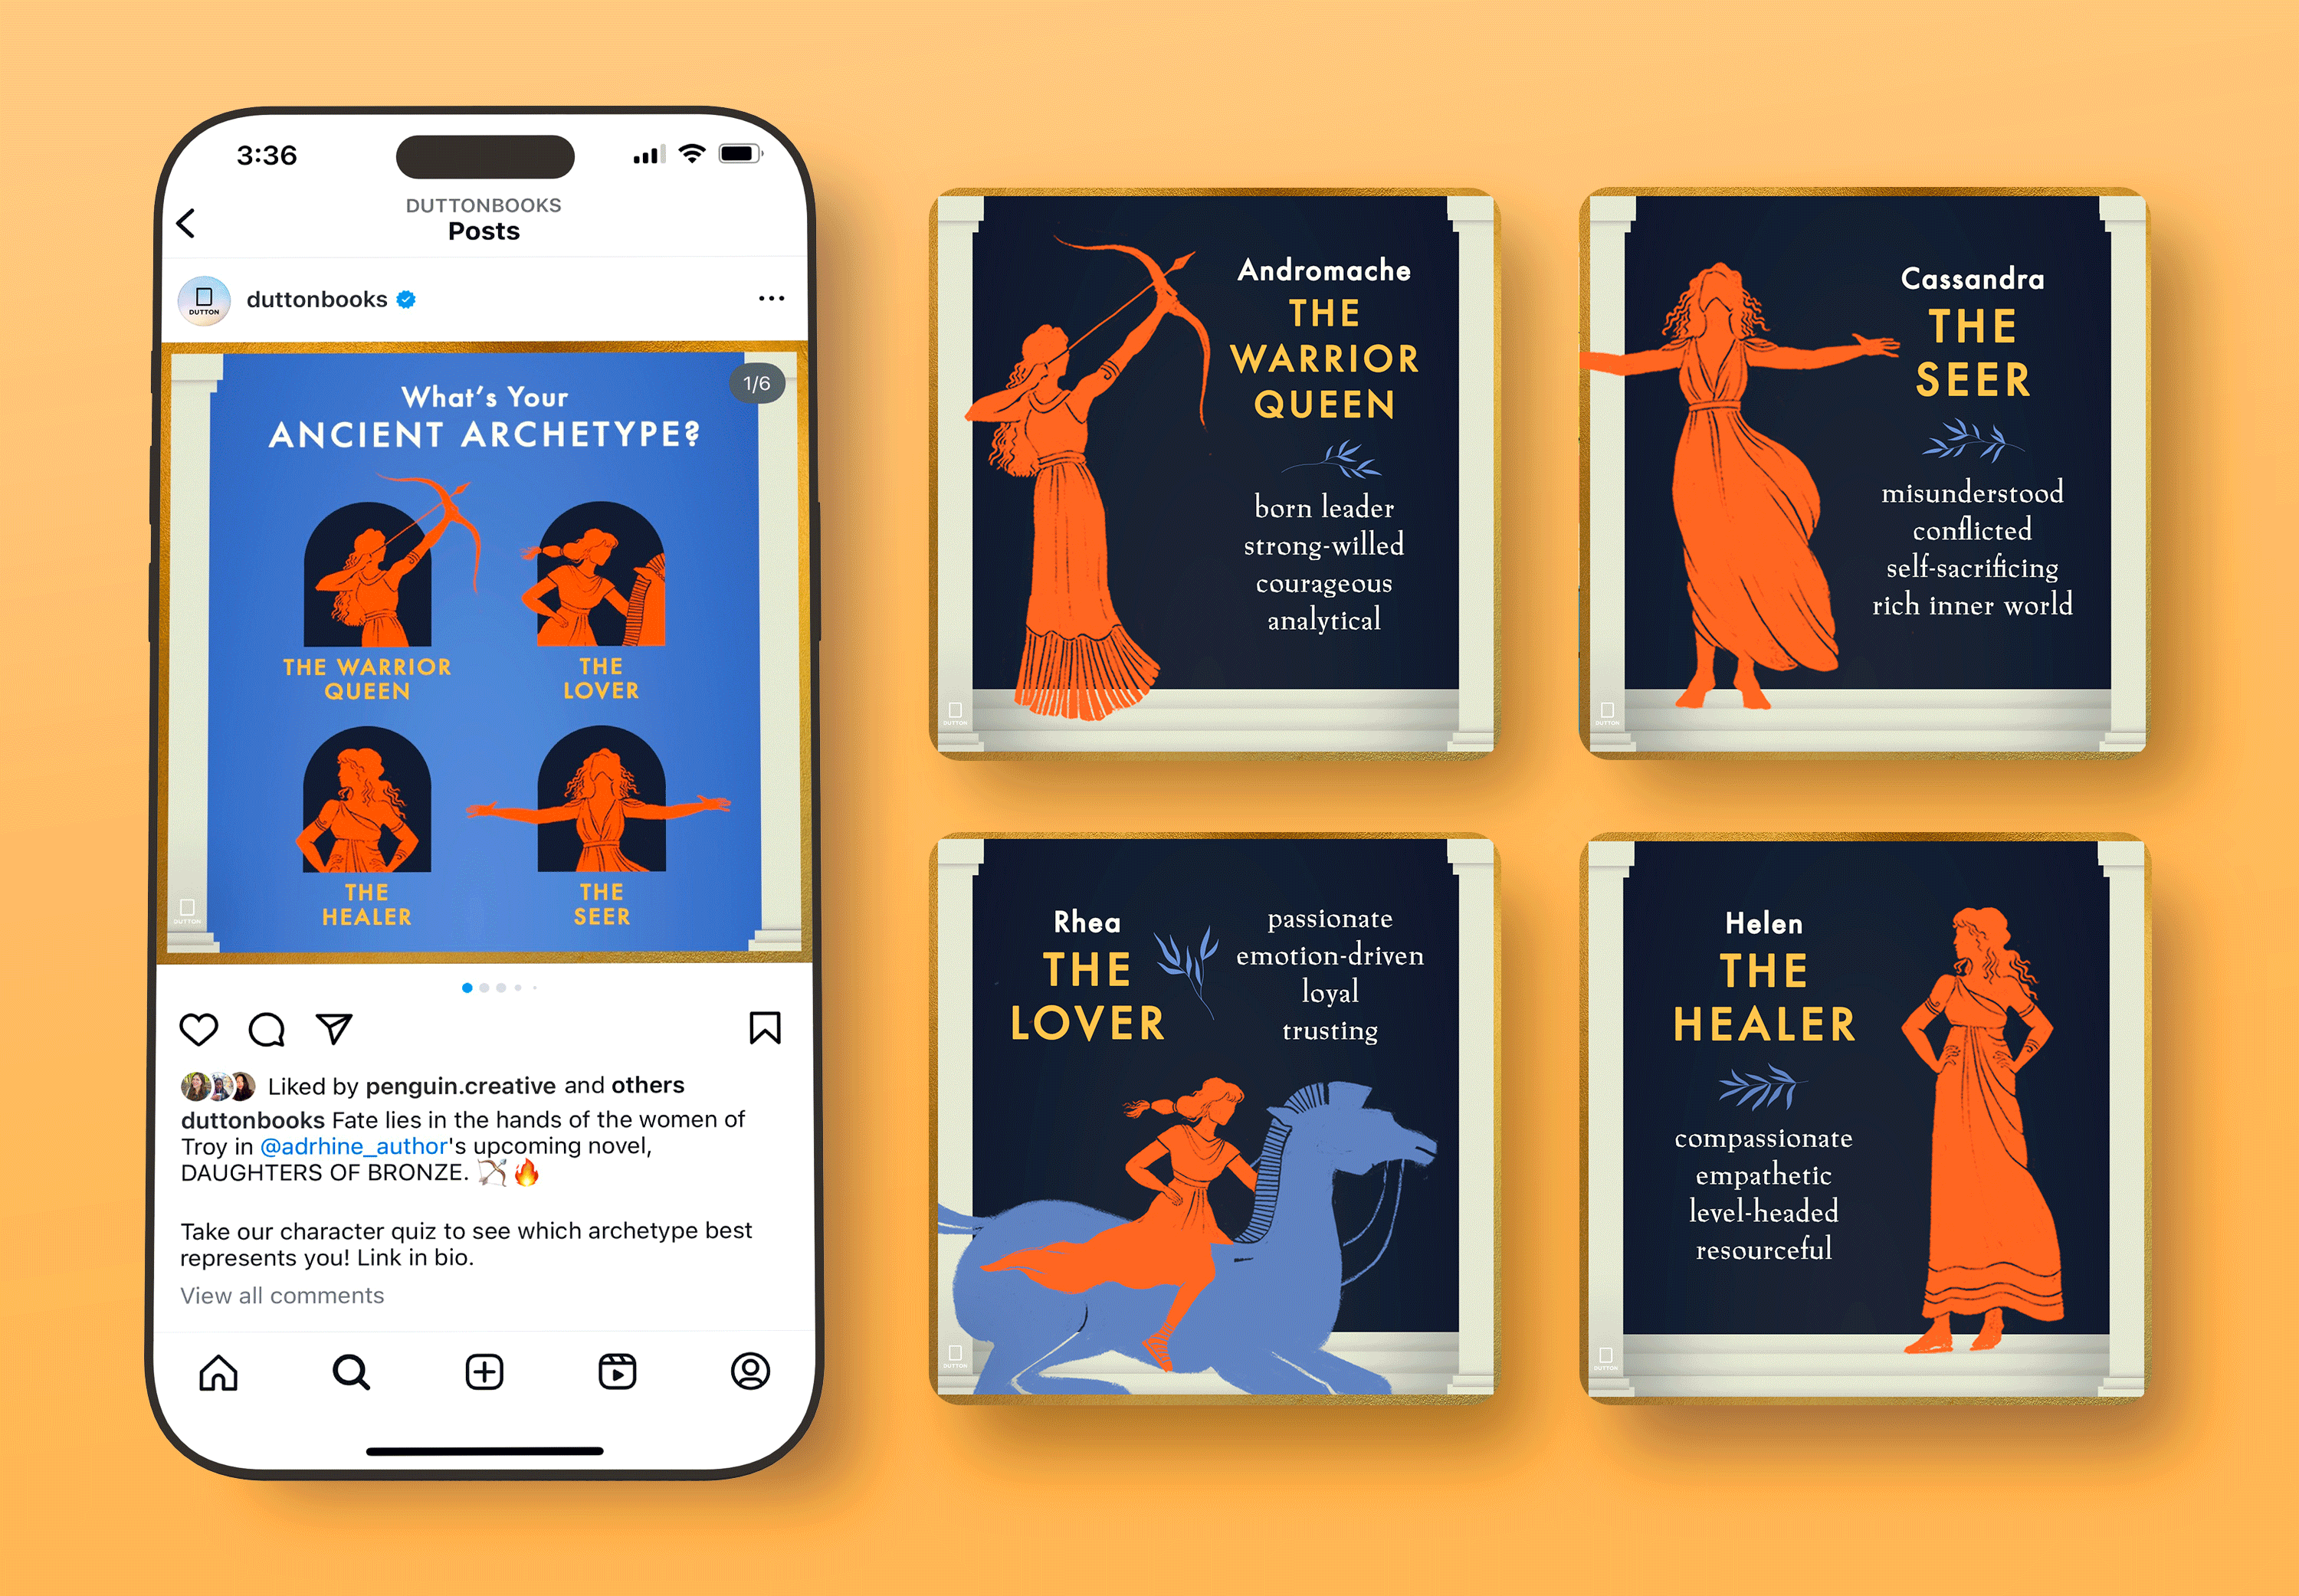 3:36
DUTTONBOOKS
Posts
DUTTON
duttonbooks
1/6
What's Your
ANCIENT ARCHETYPE?
THE WARRIOR
QUEEN
THE
LOVER
THE
HEALER
THE
SEER
DUTTON
Liked by penguin.creative and others
duttonbooks Fate lies in the hands of the women of
Troy in @adrhine_author's upcoming novel,
DAUGHTERS OF BRONZE. 🏹🔥
Take our character quiz to see which archetype best
represents you! Link in bio.
View all comments
Andromache
THE
WARRIOR
QUEEN
born leader
strong-willed
courageous
analytical
DUTTON
Cassandra
THE
SEER
misunderstood
conflicted
self-sacrificing
rich inner world
DUTTON
Rhea
THE
LOVER
passionate
emotion-driven
loyal
trusting
DUTTON
Helen
THE
HEALER
compassionate
empathetic
level-headed
resourceful
DUTTON